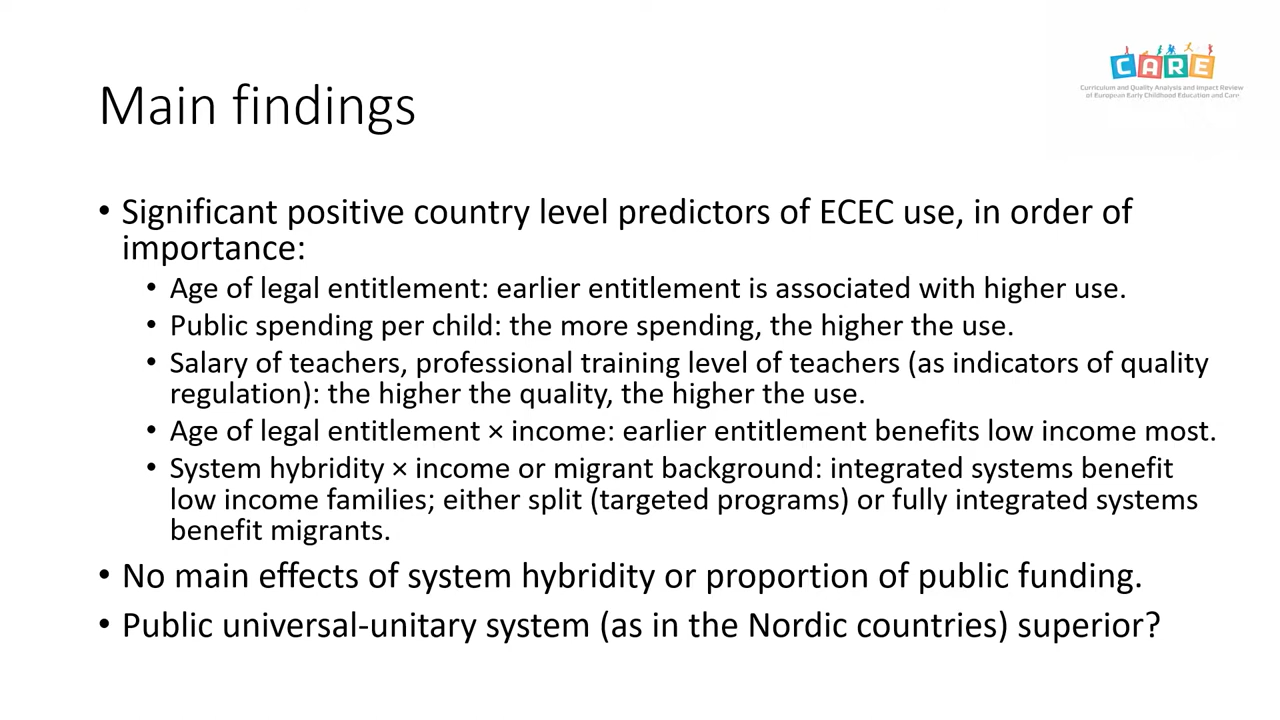 CARE
Curriculum and Quality Analysis and Impact Review
of European Early Childhood Education and Care
Main findings
• Significant positive country level predictors of ECEC use, in order of
importance:
• Age of legal entitlement: earlier entitlement is associated with higher use.
• Public spending per child: the more spending, the higher the use.
• Salary of teachers, professional training level of teachers (as indicators of quality
regulation): the higher the quality, the higher the use.
• Age of legal entitlement × income: earlier entitlement benefits low income most.
• System hybridity × income or migrant background: integrated systems benefit
low income families; either split (targeted programs) or fully integrated systems
benefit migrants.
• No main effects of system hybridity or proportion of public funding.
• Public universal-unitary system (as in the Nordic countries) superior?